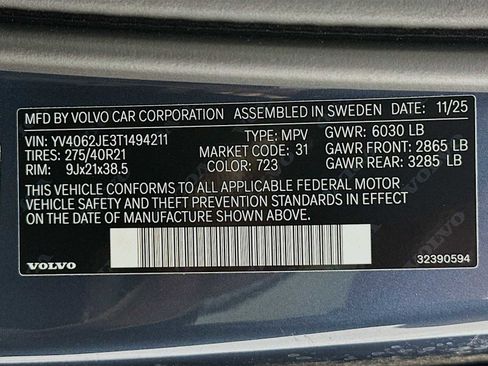 MFD BY VOLVO CAR CORPORATION ASSEMBLED IN SWEDEN DATE: 11/25
VIN: YV4062JE3T1494211 TYPE: MPV GVWR: 6030 LB
TIRES: 275/40R21 MARKET CODE: 31 GAWR FRONT: 2865 LB
RIM: 9Jx21x38.5 COLOR: 723 GAWR REAR: 3285 LB
THIS VEHICLE CONFORMS TO ALL APPLICABLE FEDERAL MOTOR
VEHICLE SAFETY AND THEFT PREVENTION STANDARDS IN EFFECT
ON THE DATE OF MANUFACTURE SHOWN ABOVE.
VOLVO 32390594